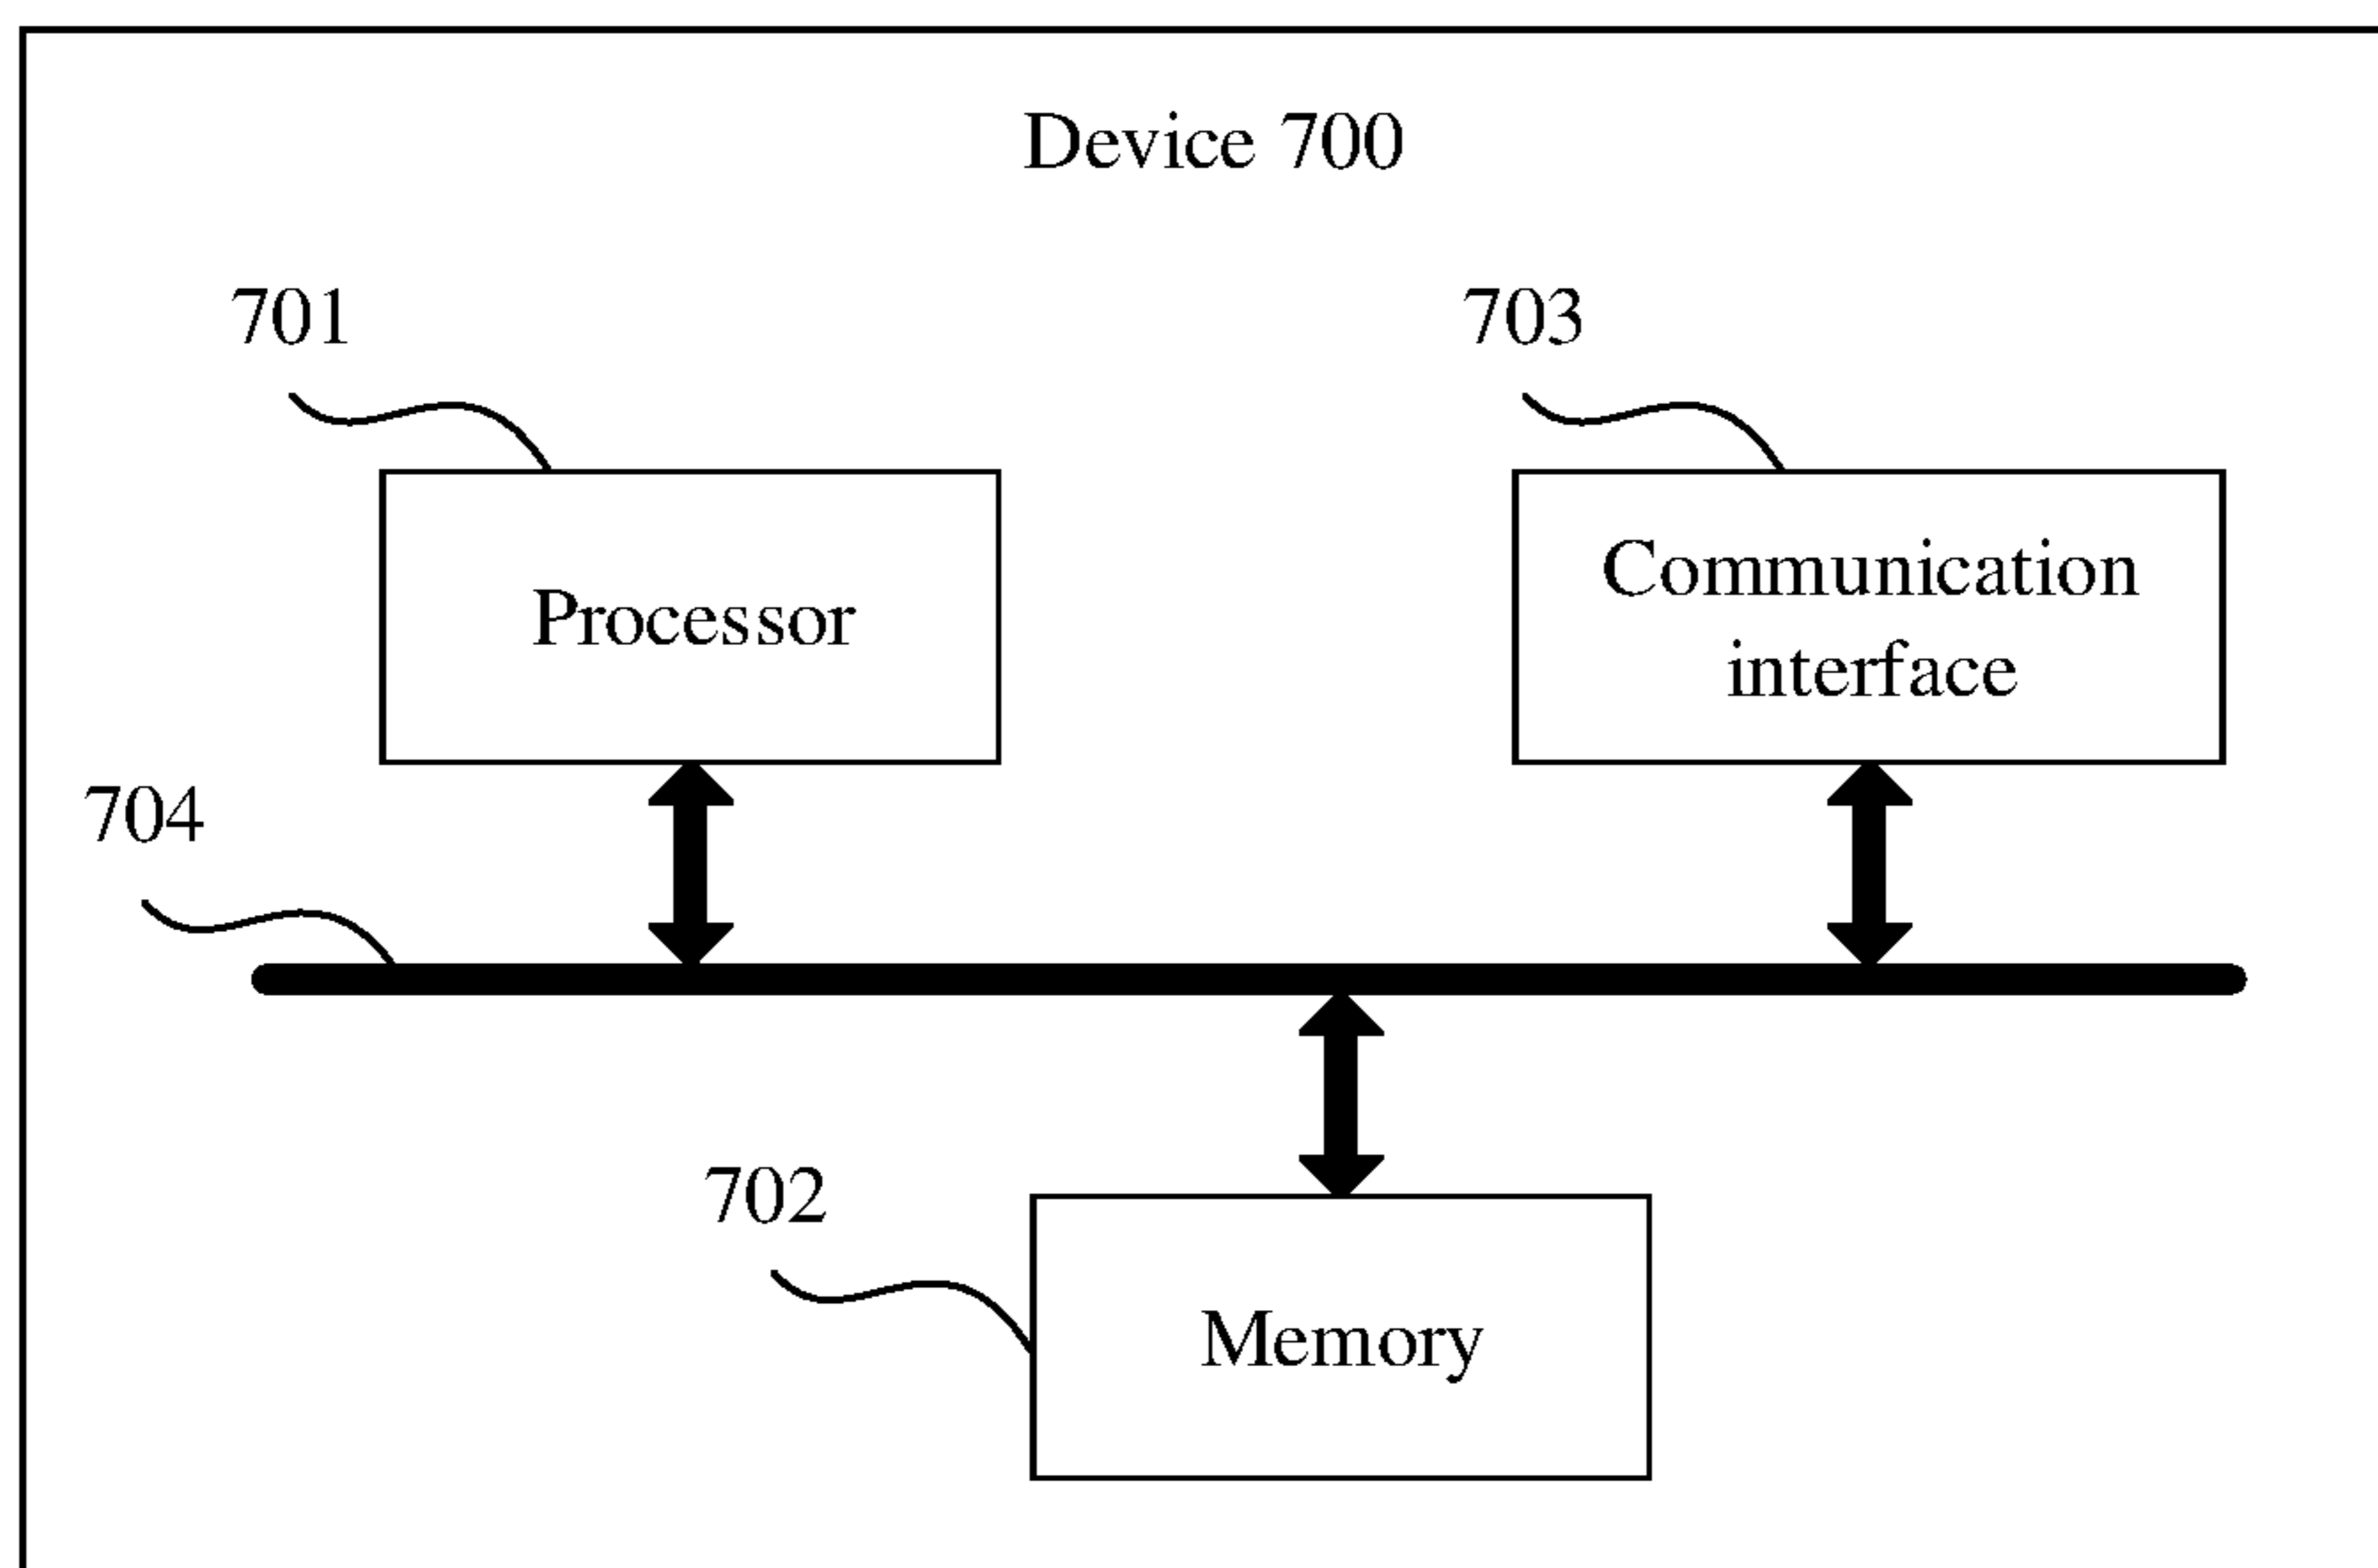 Device 700
701
703
Processor
Communication
interface
704
702
Memory